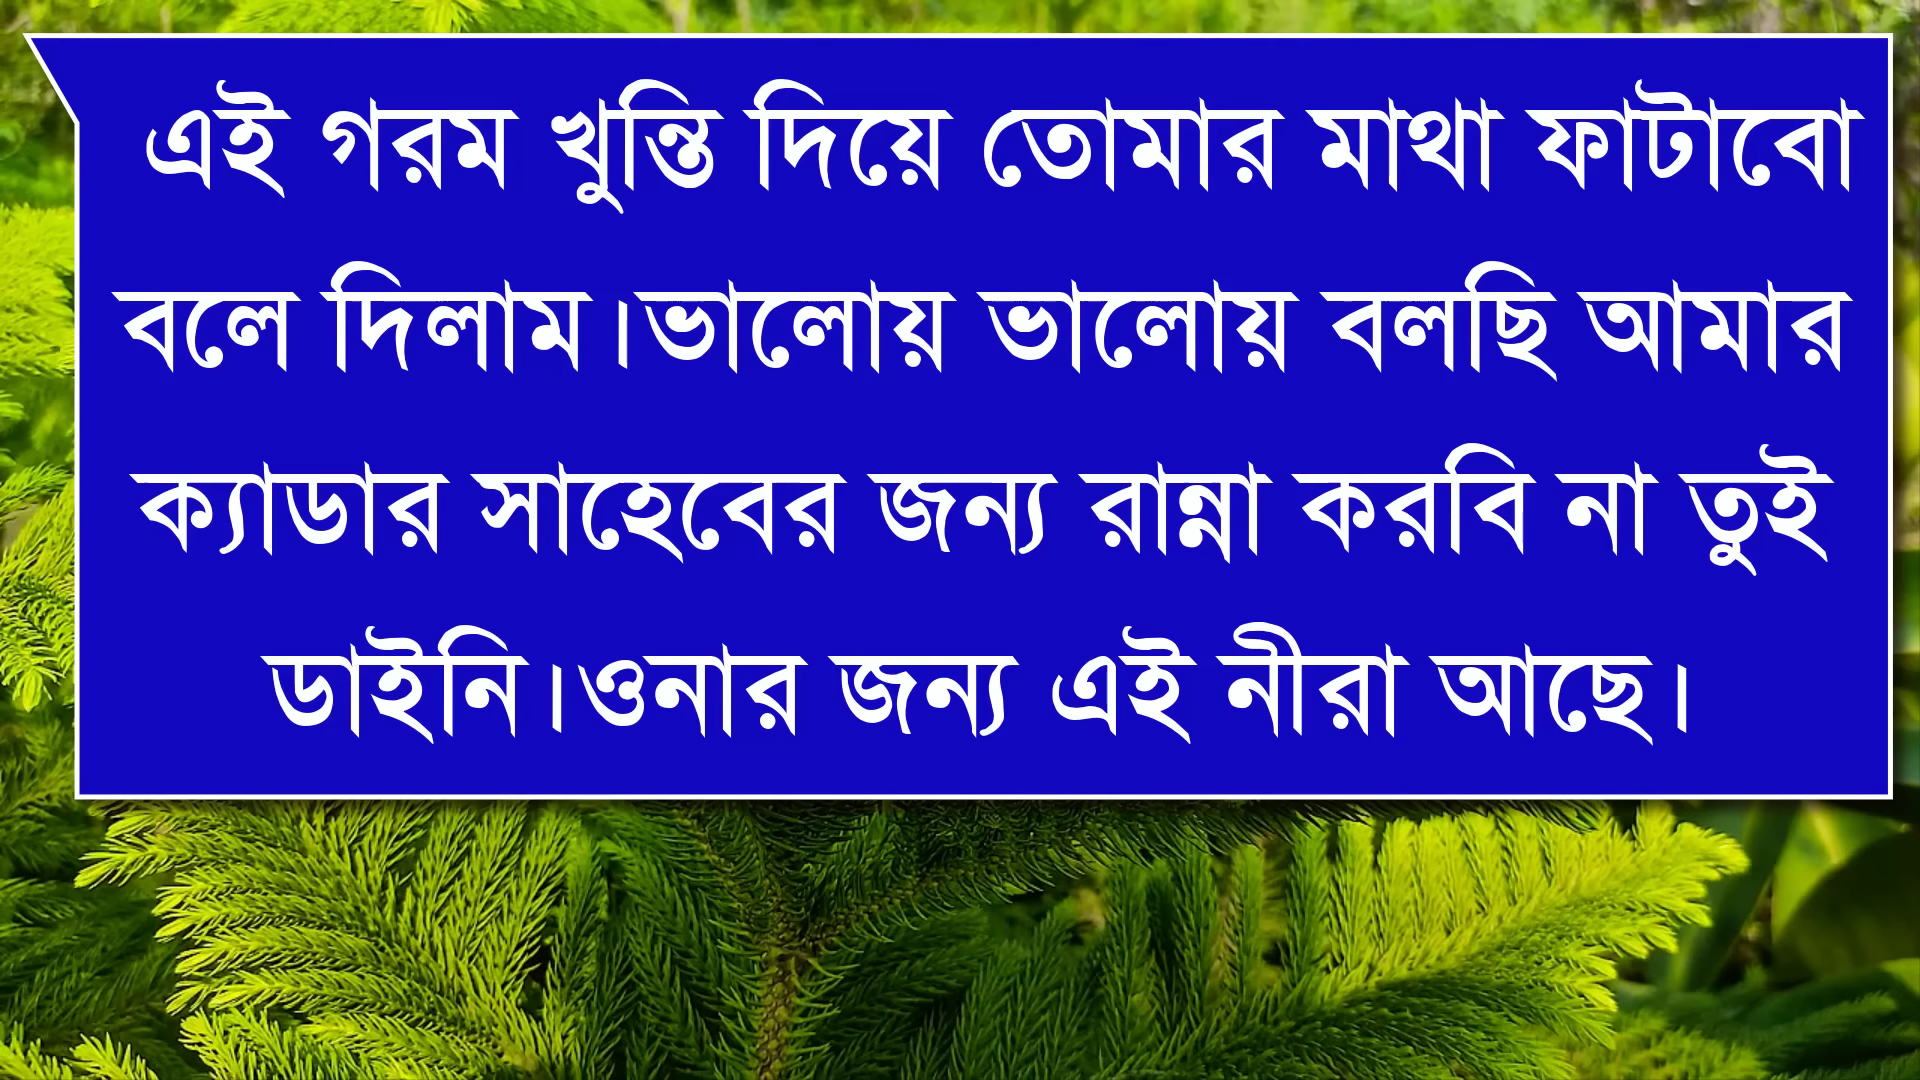 এই গরম খুন্তি দিয়ে তোমার মাথা ফাটাবো
বলে দিলাম।ভালোয় ভালোয় বলছি আমার
ক্যাডার সাহেবের জন্য রান্না করবি না তুই
ডাইনি।ওনার জন্য এই নীরা আছে।